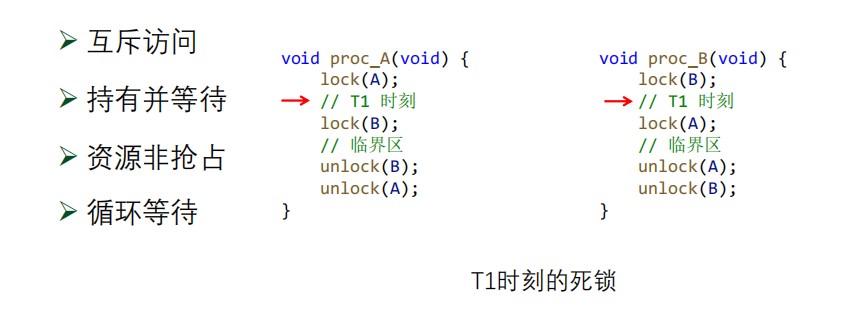 互斥访问
持有并等待
资源非抢占
循环等待
void proc_A(void) {
    lock(A);
    // T1 时刻
    lock(B);
    // 临界区
    unlock(B);
    unlock(A);
}
void proc_B(void) {
    lock(B);
    // T1 时刻
    lock(A);
    // 临界区
    unlock(A);
    unlock(B);
}
T1时刻的死锁